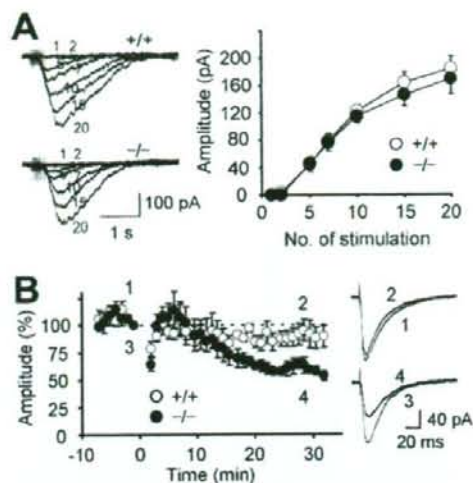 A
1 2 +/+
15
20
1 2 −/−
15
20
100 pA
1 s
Amplitude (pA)
200
160
120
80
40
0
+/+
−/−
0 5 10 15 20
No. of stimulation
B
Amplitude (%)
100
75
50
25
0
1
2
3
4
+/+
−/−
-10 0 10 20 30
Time (min)
2
1
4
3
40 pA
20 ms